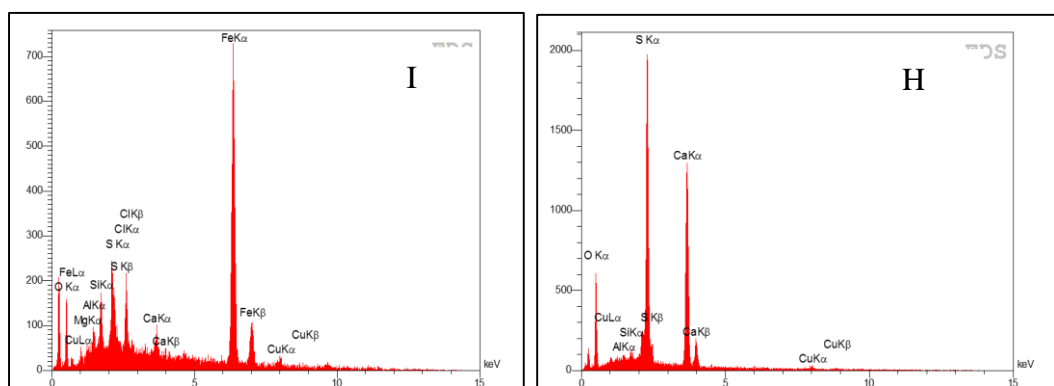 FeKα
EDS
I
700
600
500
400
300
200
100
0
ClKβ
ClKα
S Kα
S Kβ
FeLα
O Kα
SiKα
AlKα
MgKα
CuLα
CaKα
CaKβ
FeKβ
CuKβ
CuKα
keV
0 5 10 15
S Kα
EDS
H
2000
1500
1000
500
0
CaKα
O Kα
CuLα
S Kβ
SiKα
AlKα
CaKβ
CuKβ
CuKα
keV
0 5 10 15